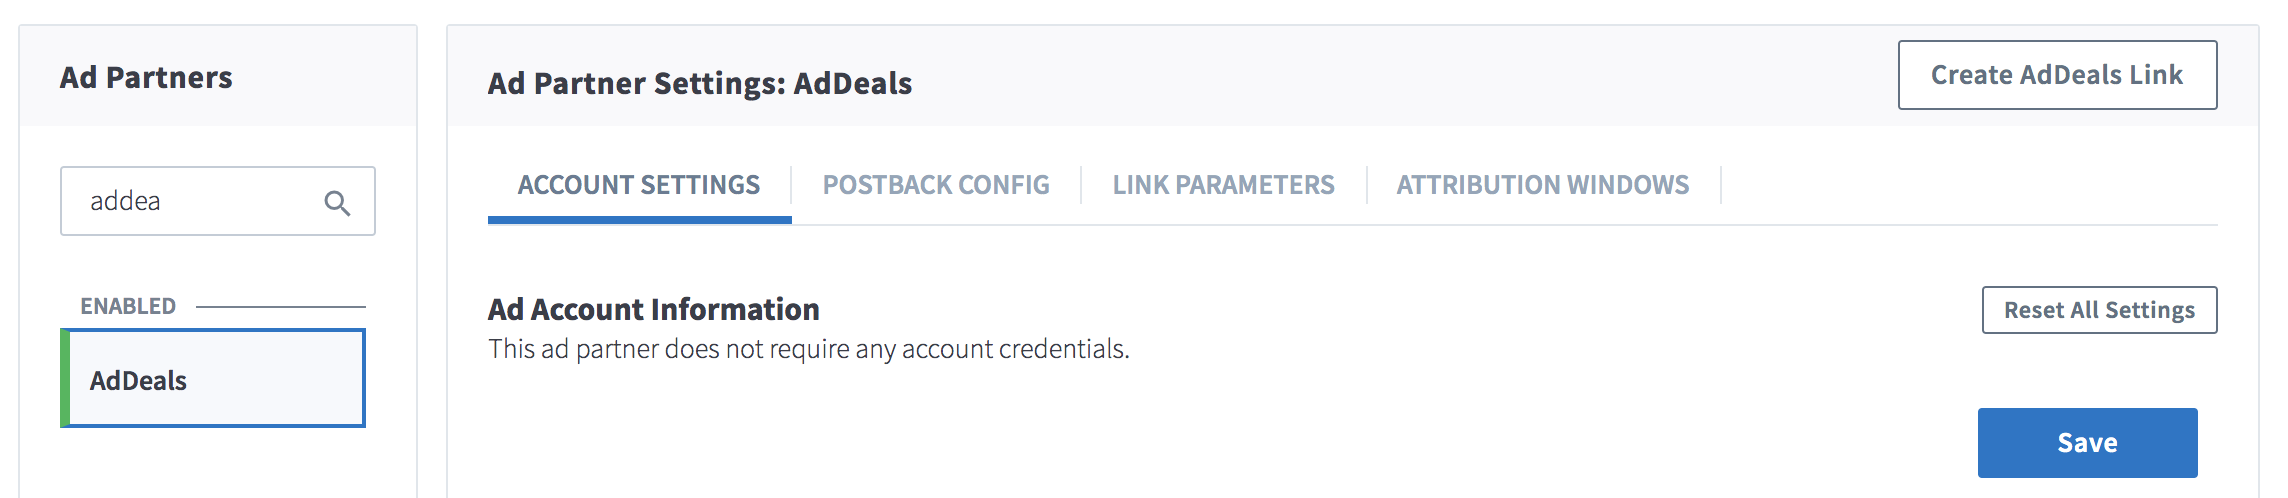 Ad Partners
addea
ENABLED
AdDeals
Ad Partner Settings: AdDeals
Create AdDeals Link
ACCOUNT SETTINGS
POSTBACK CONFIG
LINK PARAMETERS
ATTRIBUTION WINDOWS
Ad Account Information
Reset All Settings
This ad partner does not require any account credentials.
Save